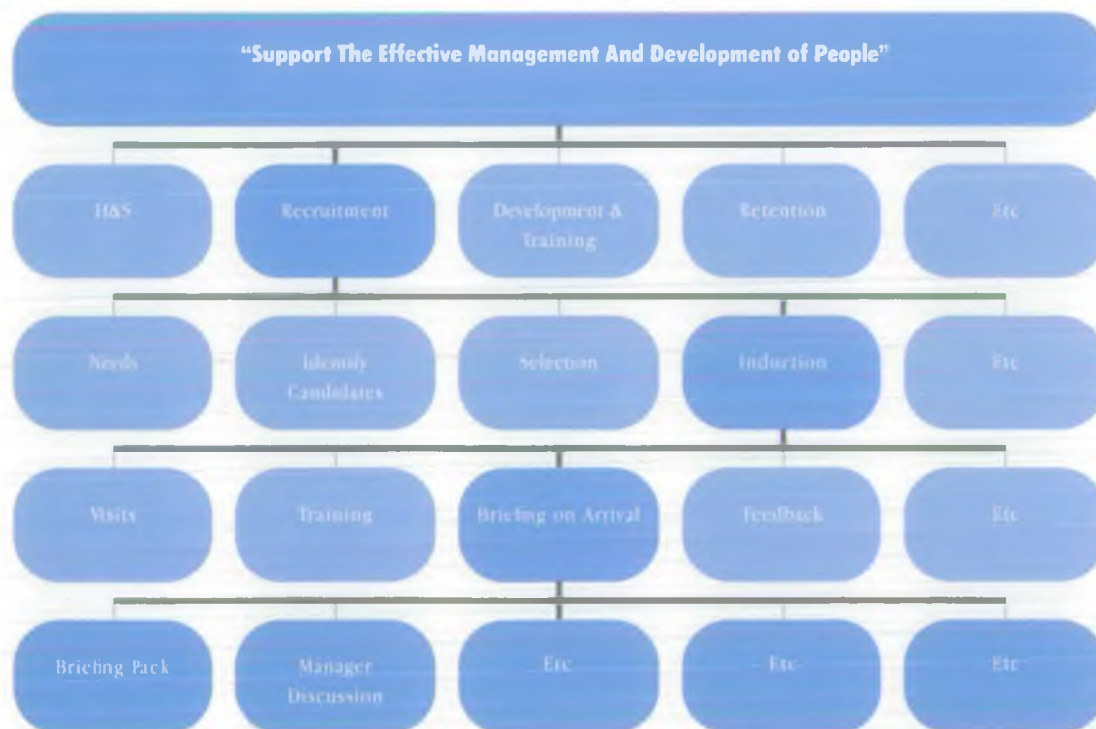 “Support The Effective Management And Development of People”
H&S
Recruitment
Development &
Training
Retention
Etc
Needs
Identify
Candidates
Selection
Induction
Etc
Visits
Training
Briefing on Arrival
Feedback
Etc
Briefing Pack
Manager
Discussion
Etc
Etc
Etc